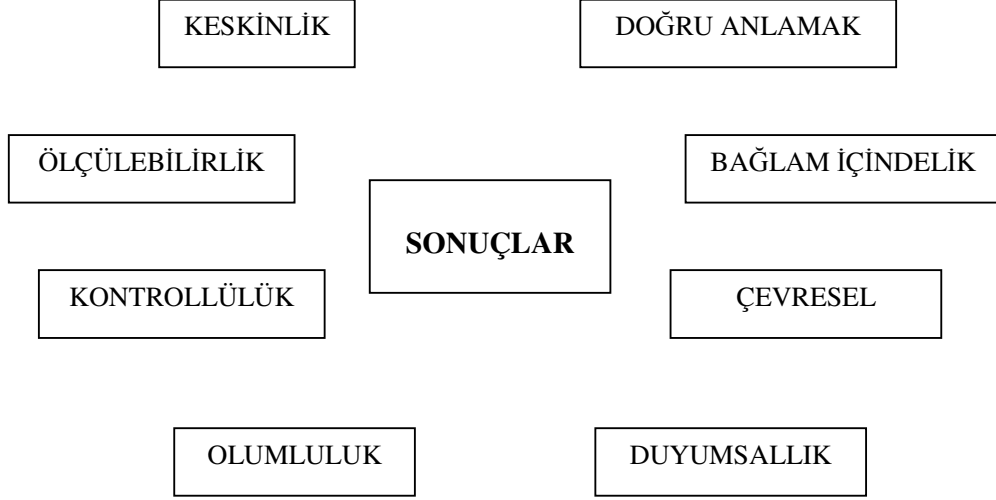 KESKİNLİK
DOĞRU ANLAMAK
ÖLÇÜLEBİLİRLİK
BAĞLAM İÇİNDELİK
SONUÇLAR
KONTROLLÜLÜK
ÇEVRESEL
OLUMLULUK
DUYUMSALLIK